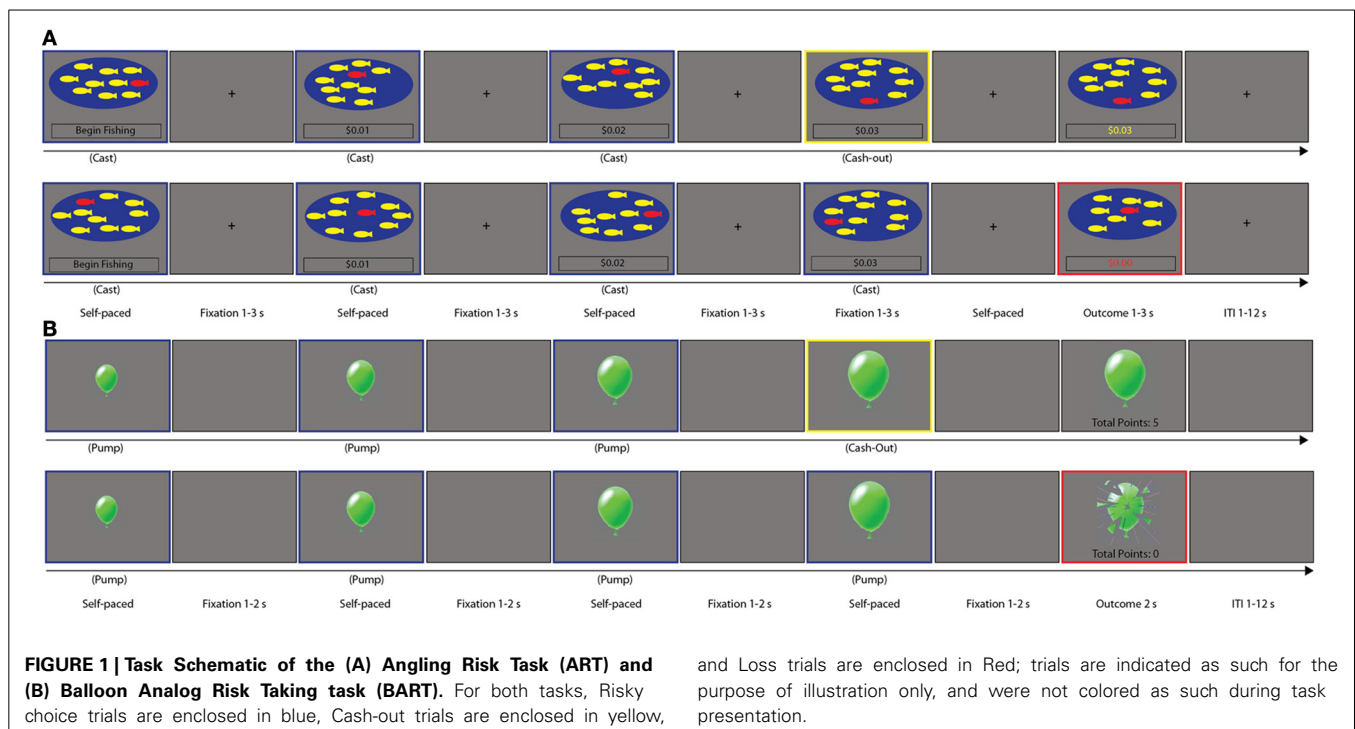 A
Begin Fishing
$0.01
$0.02
$0.03
$0.03
(Cast)
(Cast)
(Cast)
(Cash-out)
Begin Fishing
$0.01
$0.02
$0.03
$0.00
(Cast)
(Cast)
(Cast)
(Cast)
Self-paced
Fixation 1-3 s
Self-paced
Fixation 1-3 s
Self-paced
Fixation 1-3 s
Fixation 1-3 s
Self-paced
Outcome 1-3 s
ITI 1-12 s
B
Total Points: 5
(Pump)
(Pump)
(Pump)
(Cash-Out)
Total Points: 0
(Pump)
(Pump)
(Pump)
(Pump)
Self-paced
Fixation 1-2 s
Self-paced
Fixation 1-2 s
Self-paced
Fixation 1-2 s
Self-paced
Fixation 1-2 s
Outcome 2 s
ITI 1-12 s
FIGURE 1 | Task Schematic of the (A) Angling Risk Task (ART) and
(B) Balloon Analog Risk Taking task (BART). For both tasks, Risky
choice trials are enclosed in blue, Cash-out trials are enclosed in yellow,
and Loss trials are enclosed in Red; trials are indicated as such for the
purpose of illustration only, and were not colored as such during task
presentation.